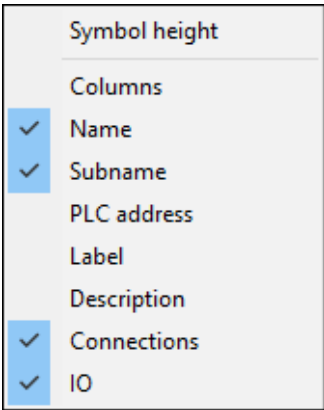 Symbol height
Columns
Name
Subname
PLC address
Label
Description
Connections
IO